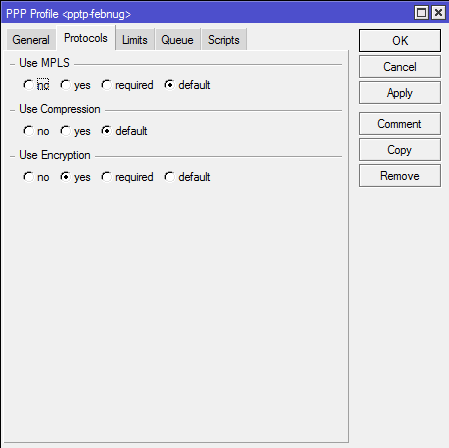 PPP Profile <pptp-febnug>
General Protocols Limits Queue Scripts
OK
Cancel
Apply
Comment
Copy
Remove
Use MPLS
no yes required default
Use Compression
no yes default
Use Encryption
no yes required default